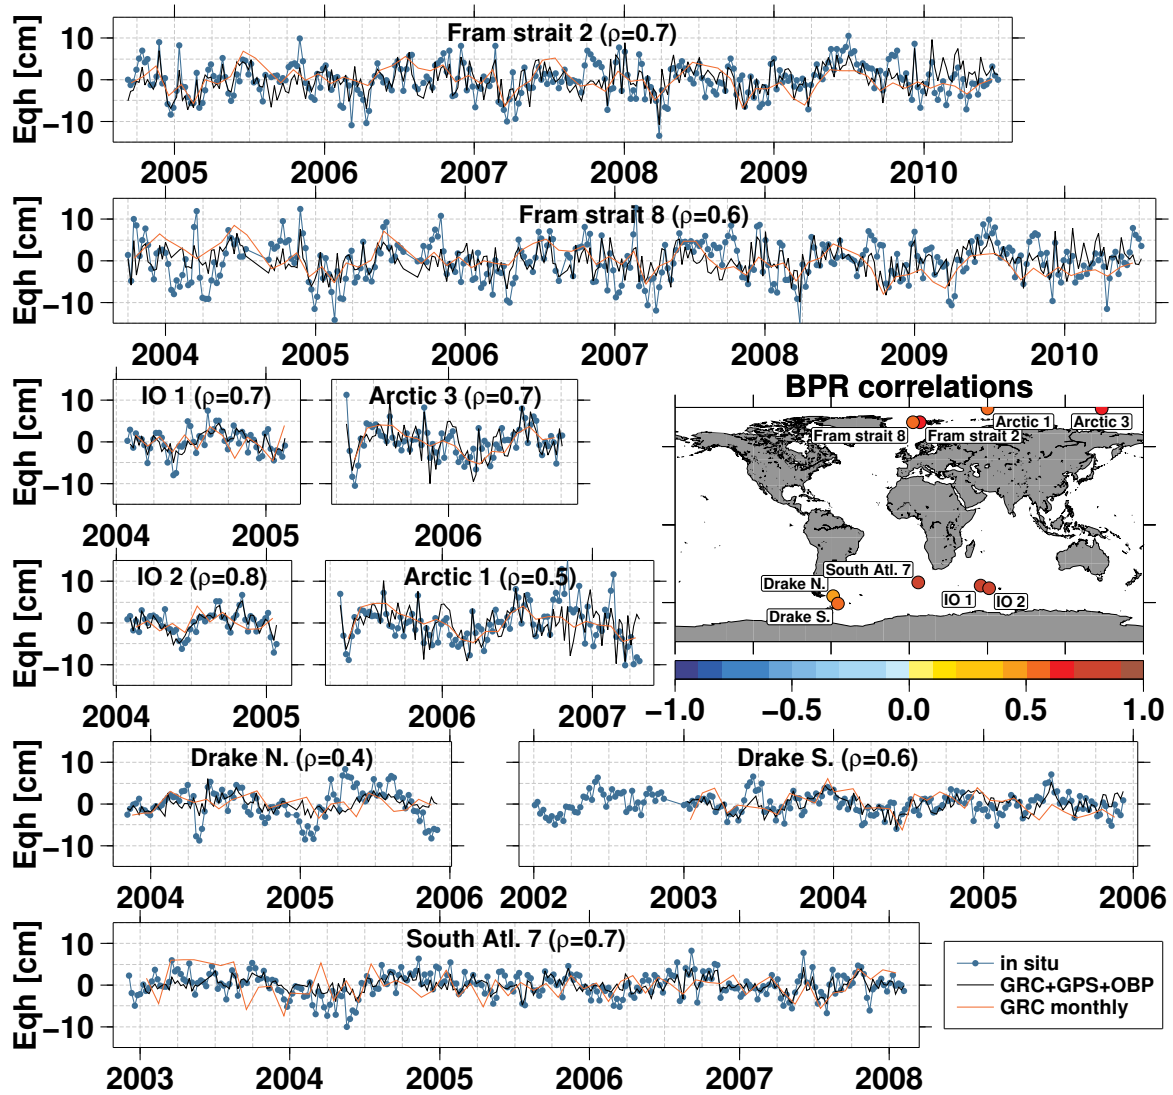 Fram strait 2 (ρ=0.7)
Eqh [cm]
10
0
−10
2005 2006 2007 2008 2009 2010
Fram strait 8 (ρ=0.6)
Eqh [cm]
10
0
−10
2004 2005 2006 2007 2008 2009 2010
IO 1 (ρ=0.7)
Eqh [cm]
10
0
−10
2004 2005
Arctic 3 (ρ=0.7)
2006
IO 2 (ρ=0.8)
Eqh [cm]
10
0
−10
2004 2005
Arctic 1 (ρ=0.5)
2006 2007
BPR correlations
Arctic 1
Arctic 3
Fram strait 8
Fram strait 2
South Atl. 7
Drake N.
IO 1
IO 2
Drake S.
−1.0 −0.5 0.0 0.5 1.0
Drake N. (ρ=0.4)
Eqh [cm]
10
0
−10
2004 2005 2006
Drake S. (ρ=0.6)
2002 2003 2004 2005 2006
South Atl. 7 (ρ=0.7)
Eqh [cm]
10
0
−10
2003 2004 2005 2006 2007 2008
in situ
GRC+GPS+OBP
GRC monthly